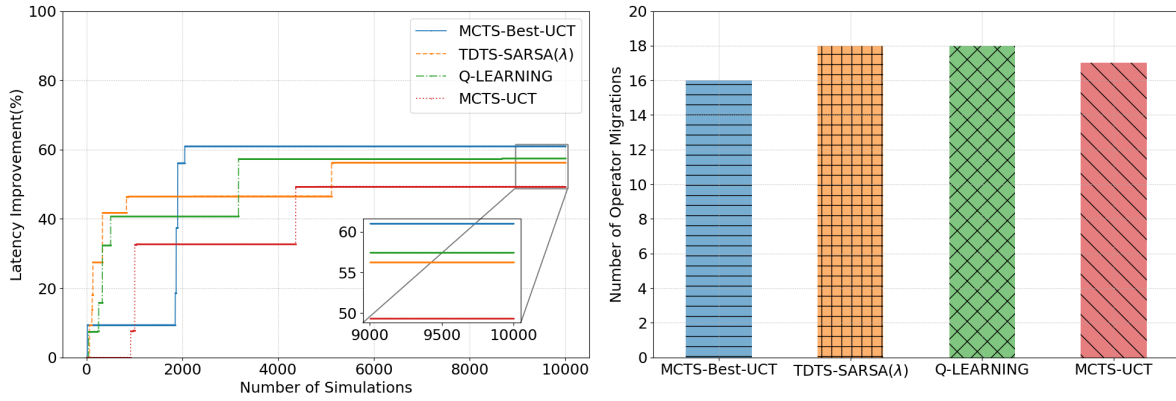 100
80
60
40
20
0
Latency Improvement(%)
0 2000 4000 6000 8000 10000
Number of Simulations
MCTS-Best-UCT
TDTS-SARSA(λ)
Q-LEARNING
MCTS-UCT
60
55
50
9000 9500 10000
20
18
16
14
12
10
8
6
4
2
0
Number of Operator Migrations
MCTS-Best-UCT TDTS-SARSA(λ) Q-LEARNING MCTS-UCT